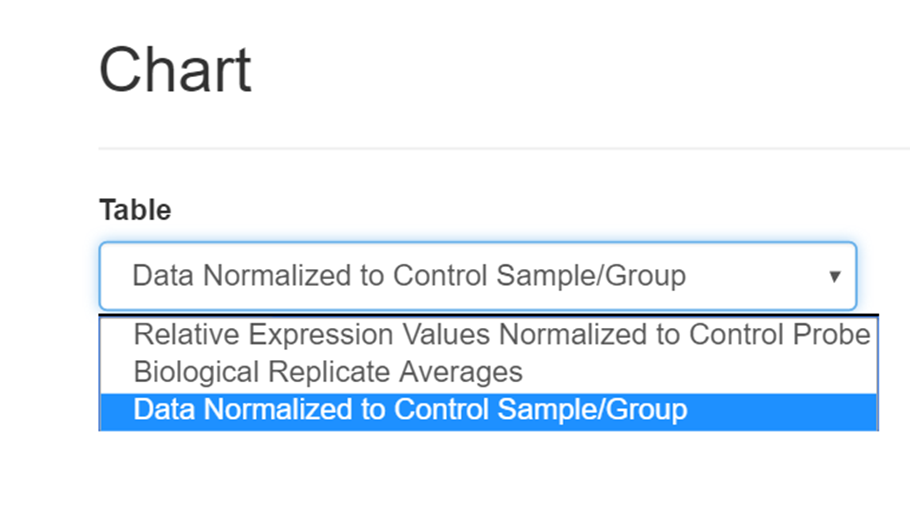 Chart
Table
Data Normalized to Control Sample/Group
Relative Expression Values Normalized to Control Probe
Biological Replicate Averages
Data Normalized to Control Sample/Group